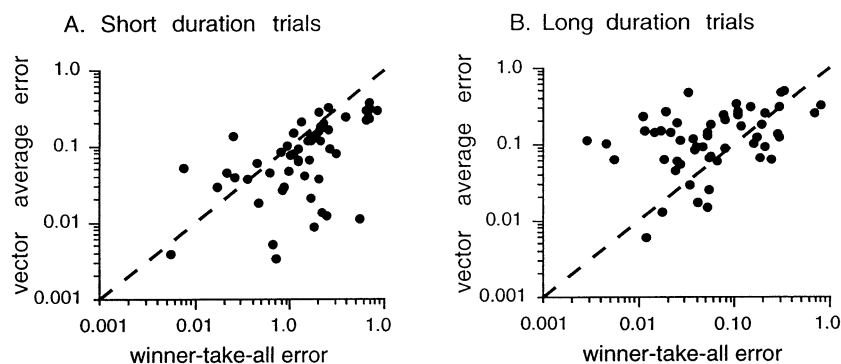 A. Short duration trials
B. Long duration trials
vector average error
1.0
0.1
0.01
0.001
0.001
0.01
1.0
1.0
winner-take-all error
vector average error
1.0
0.1
0.01
0.001
0.001
0.01
0.10
1.0
winner-take-all error